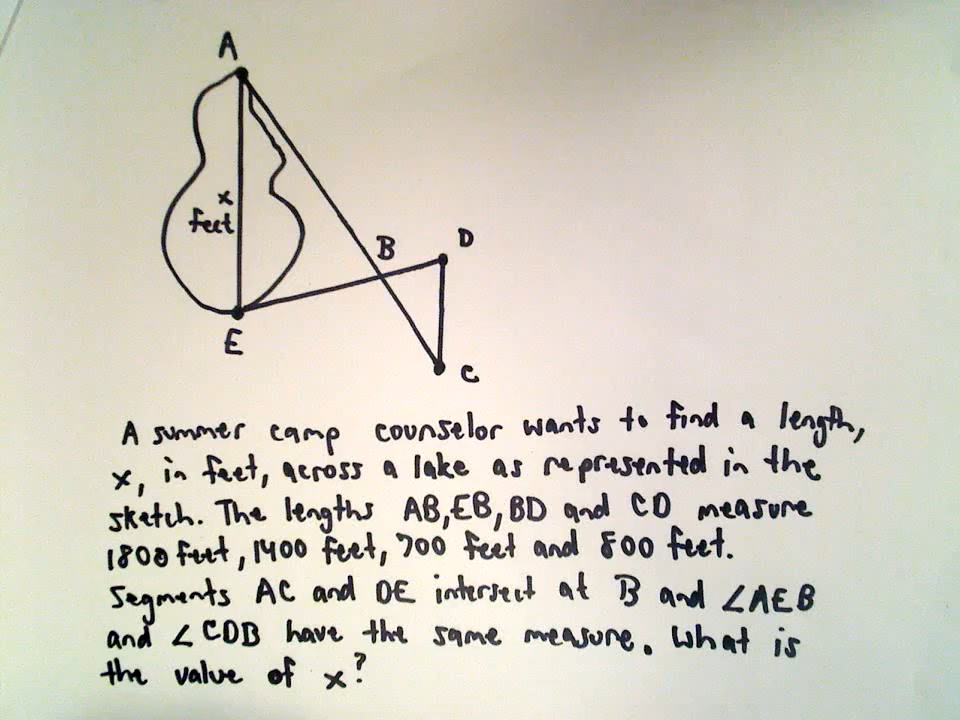 A
x
feet
B
D
E
C
A summer camp counselor wants to find a length,
x, in feet, across a lake as represented in the
sketch. The lengths AB, EB, BD and CD measure
1800 feet, 1400 feet, 700 feet and 800 feet.
Segments AC and DE intersect at B and ∠AEB
and ∠CDB have the same measure. What is
the value of x?